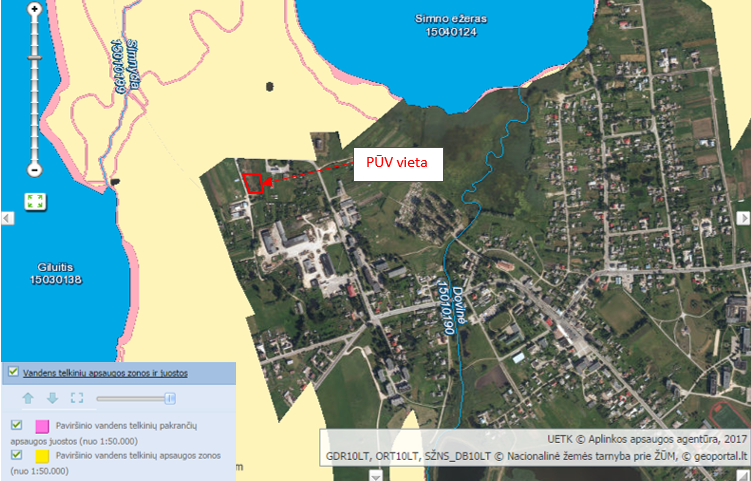 Simno ežeras
15040124
Simnyčia
15010199
PŪV vieta
Giluitis
15030138
Dovinė
15010190
Vandens telkinių apsaugos zonos ir juostos
Paviršinio vandens telkinių pakrančių
apsaugos juostos (nuo 1:50.000)
Paviršinio vandens telkinių apsaugos zonos
(nuo 1:50.000)
m
UETK © Aplinkos apsaugos agentūra, 2017
GDR10LT, ORT10LT, SŽNS_DB10LT © Nacionalinė žemės tarnyba prie ŽŪM, © geoportal.lt